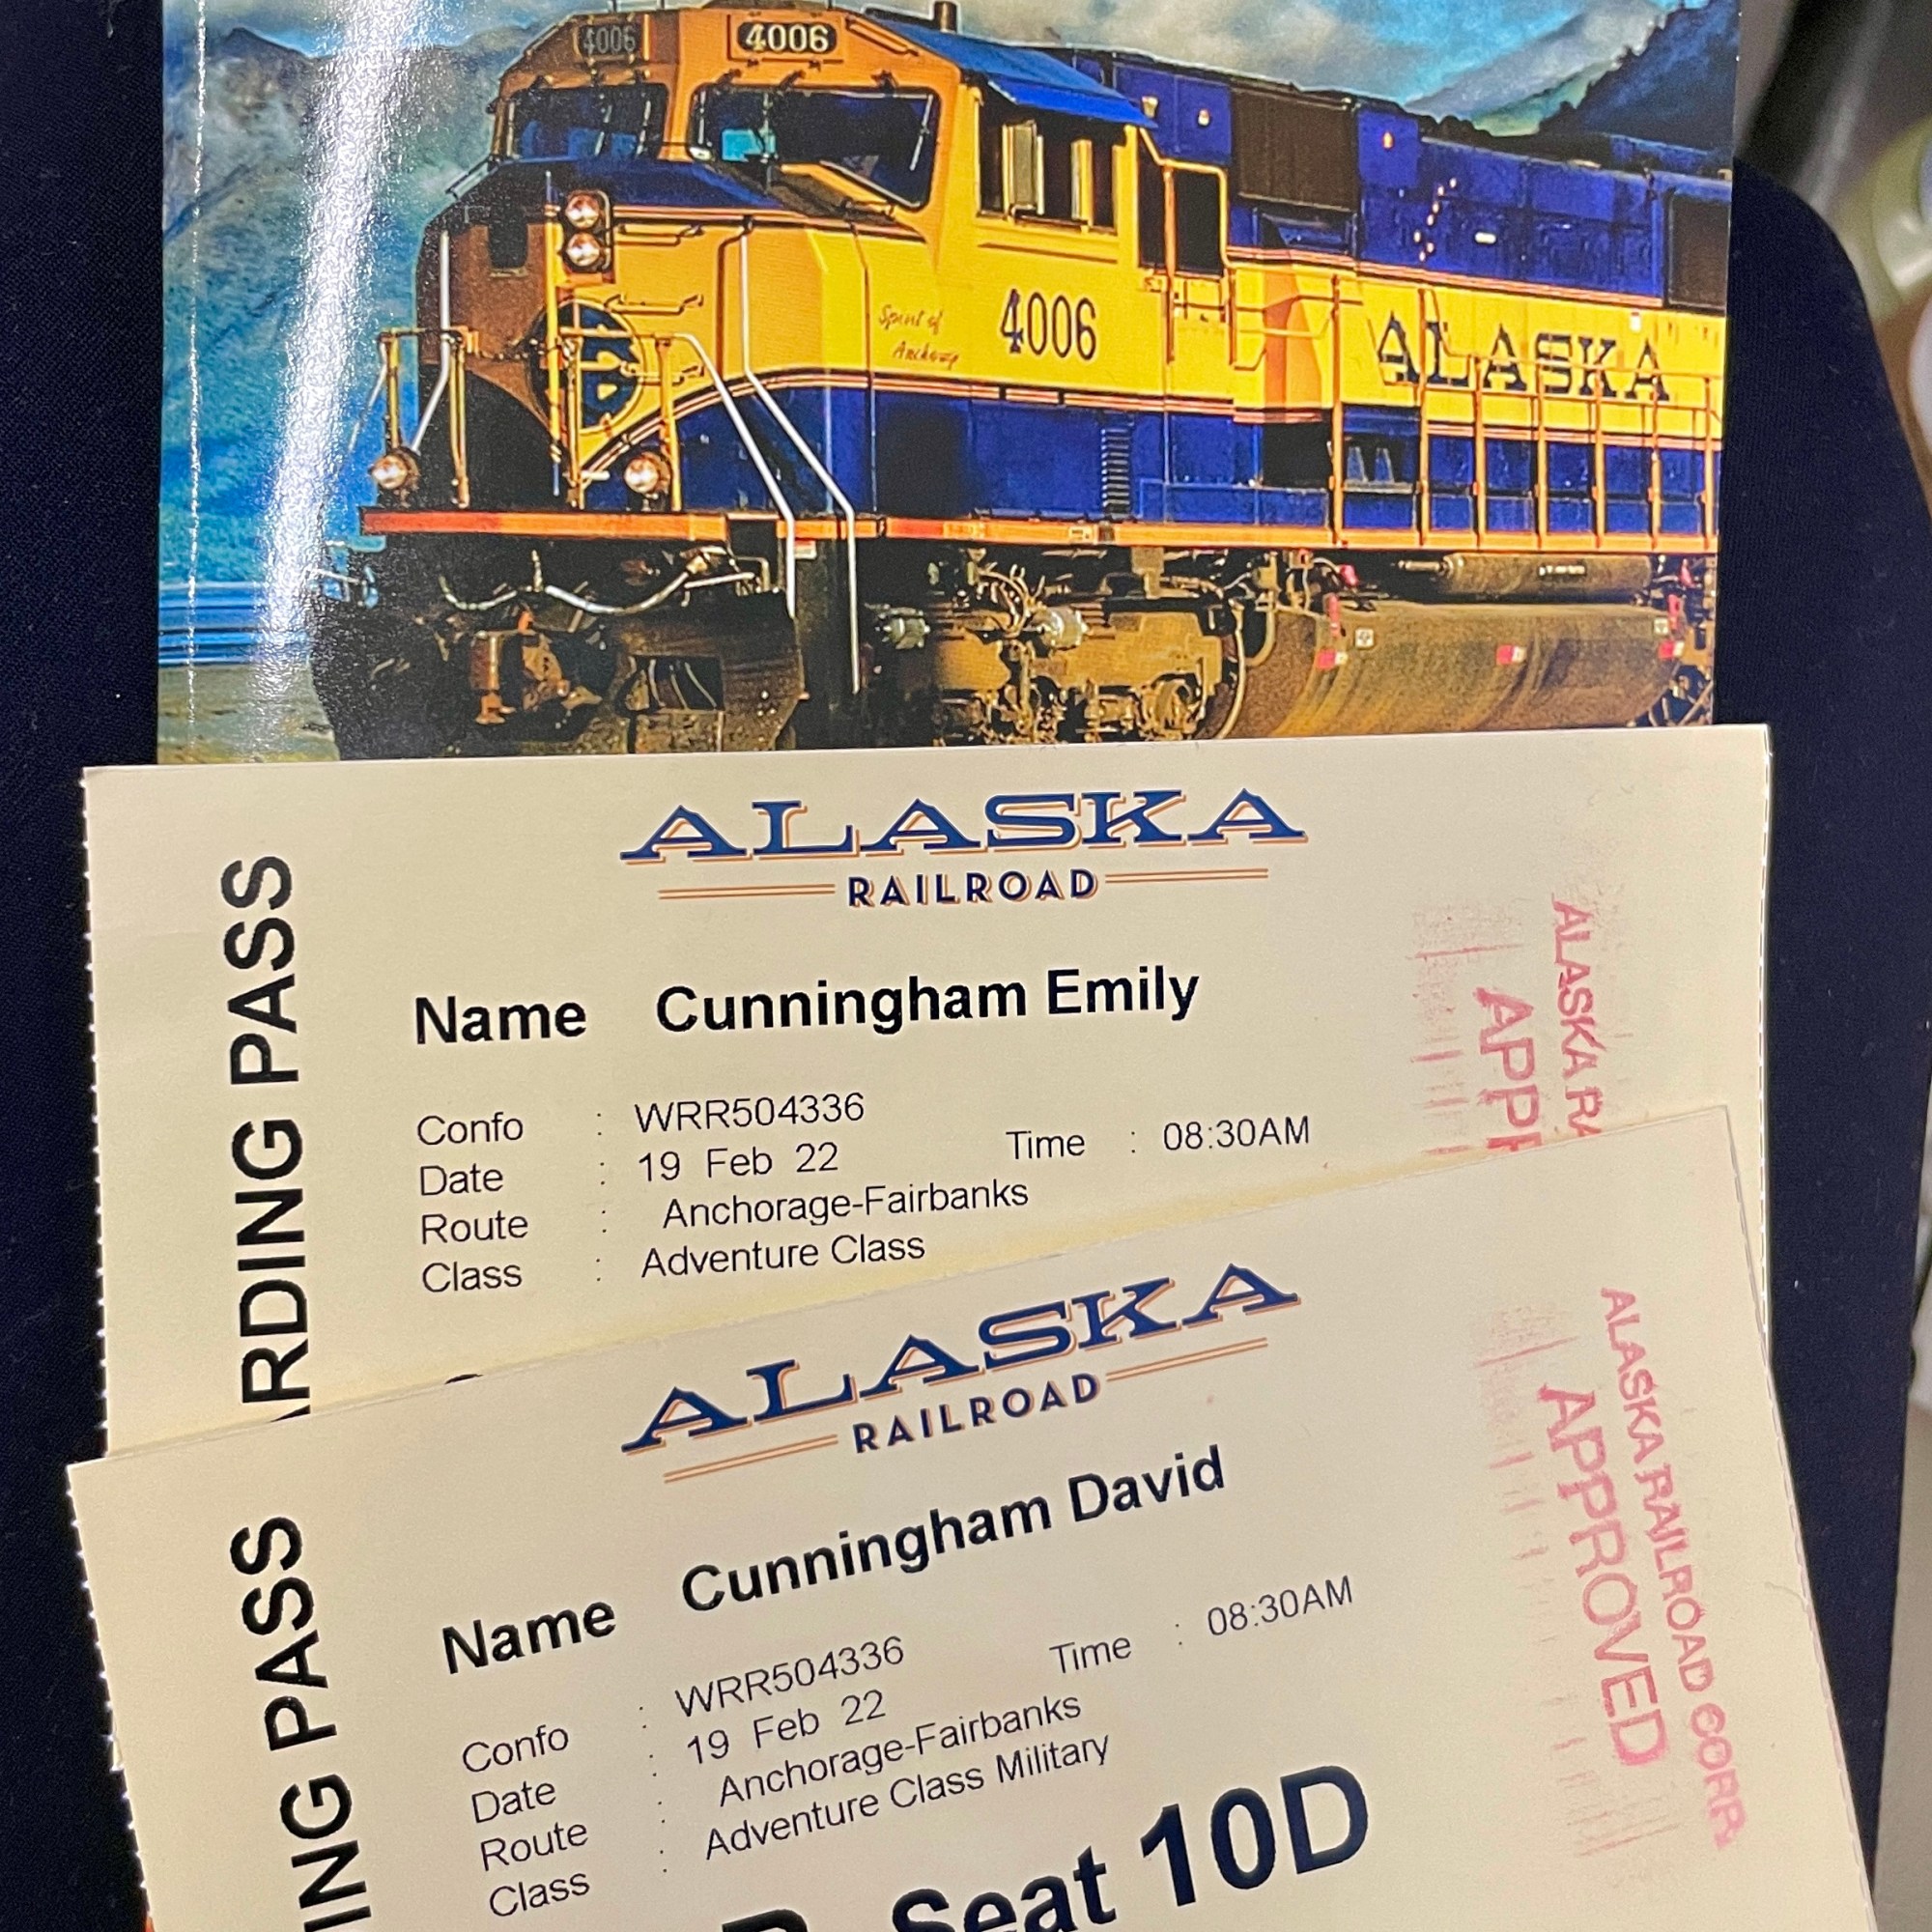 4006
4006
Spirit of
Anchorage
4006
ALASKA
BOARDING PASS
ALASKA
RAILROAD
Name Cunningham Emily
Confo : WRR504336
Date : 19 Feb 22 Time : 08:30AM
Route : Anchorage-Fairbanks
Class : Adventure Class
ALASKA RA
APPR
ING PASS
ALASKA
RAILROAD
Name Cunningham David
Confo : WRR504336
Date : 19 Feb 22 Time : 08:30AM
Route : Anchorage-Fairbanks
Class : Adventure Class Military
Seat 10D
ALASKA RAILROAD CORP.
APPROVED